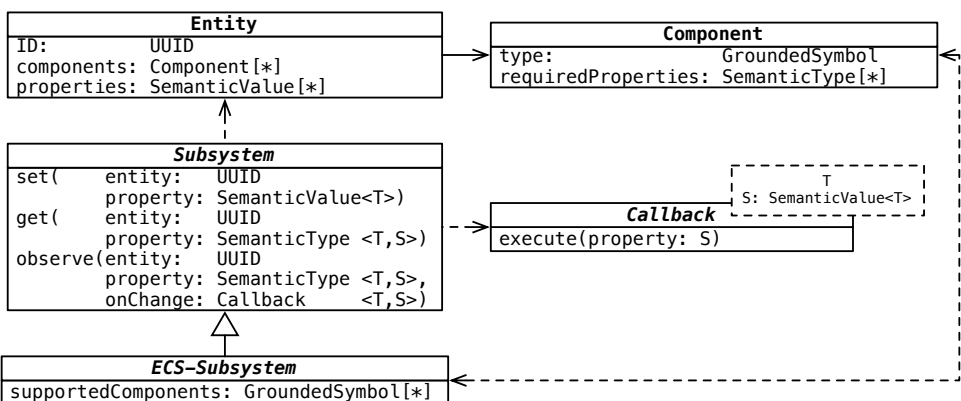 Entity
ID: UUID
components: Component[*]
properties: SemanticValue[*]
Component
type: GroundedSymbol
requiredProperties: SemanticType[*]
Subsystem
set( entity: UUID
property: SemanticValue<T>)
get( entity: UUID
property: SemanticType <T,S>)
observe(entity: UUID
property: SemanticType <T,S>,
onChange: Callback <T,S>)
T
S: SemanticValue<T>
Callback
execute(property: S)
ECS-Subsystem
supportedComponents: GroundedSymbol[*]